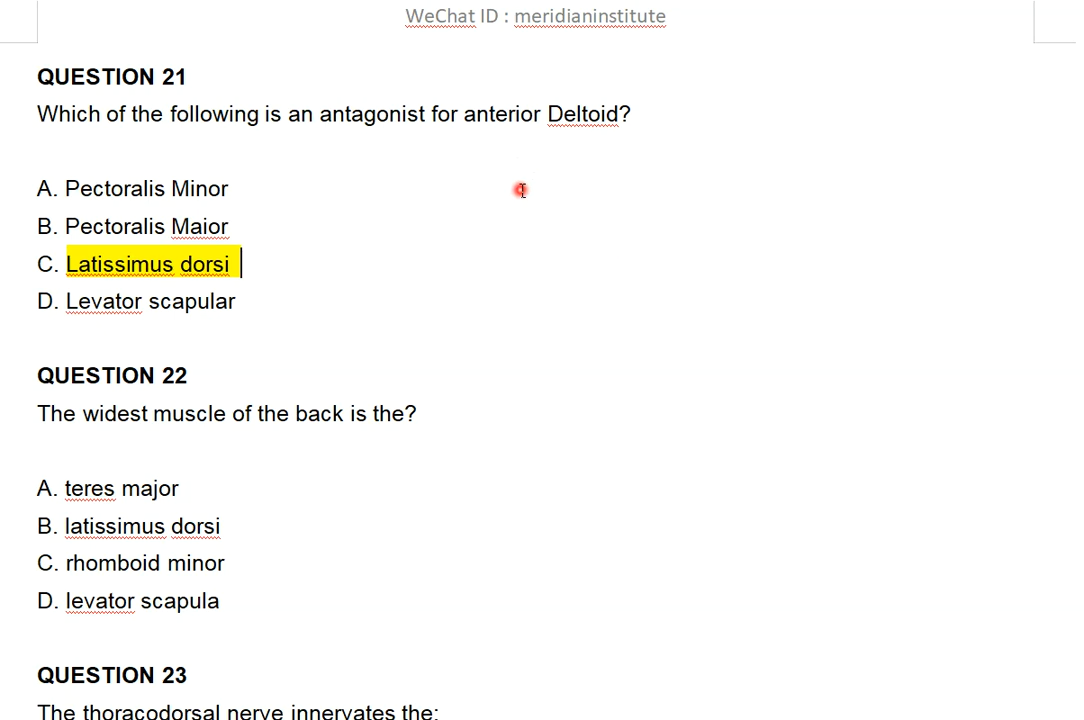 WeChat ID : meridianinstitute
QUESTION 21
Which of the following is an antagonist for anterior Deltoid?
A. Pectoralis Minor
B. Pectoralis Maior
C. Latissimus dorsi
D. Levator scapular
QUESTION 22
The widest muscle of the back is the?
A. teres major
B. latissimus dorsi
C. rhomboid minor
D. levator scapula
QUESTION 23
The thoracodorsal nerve innervates the: